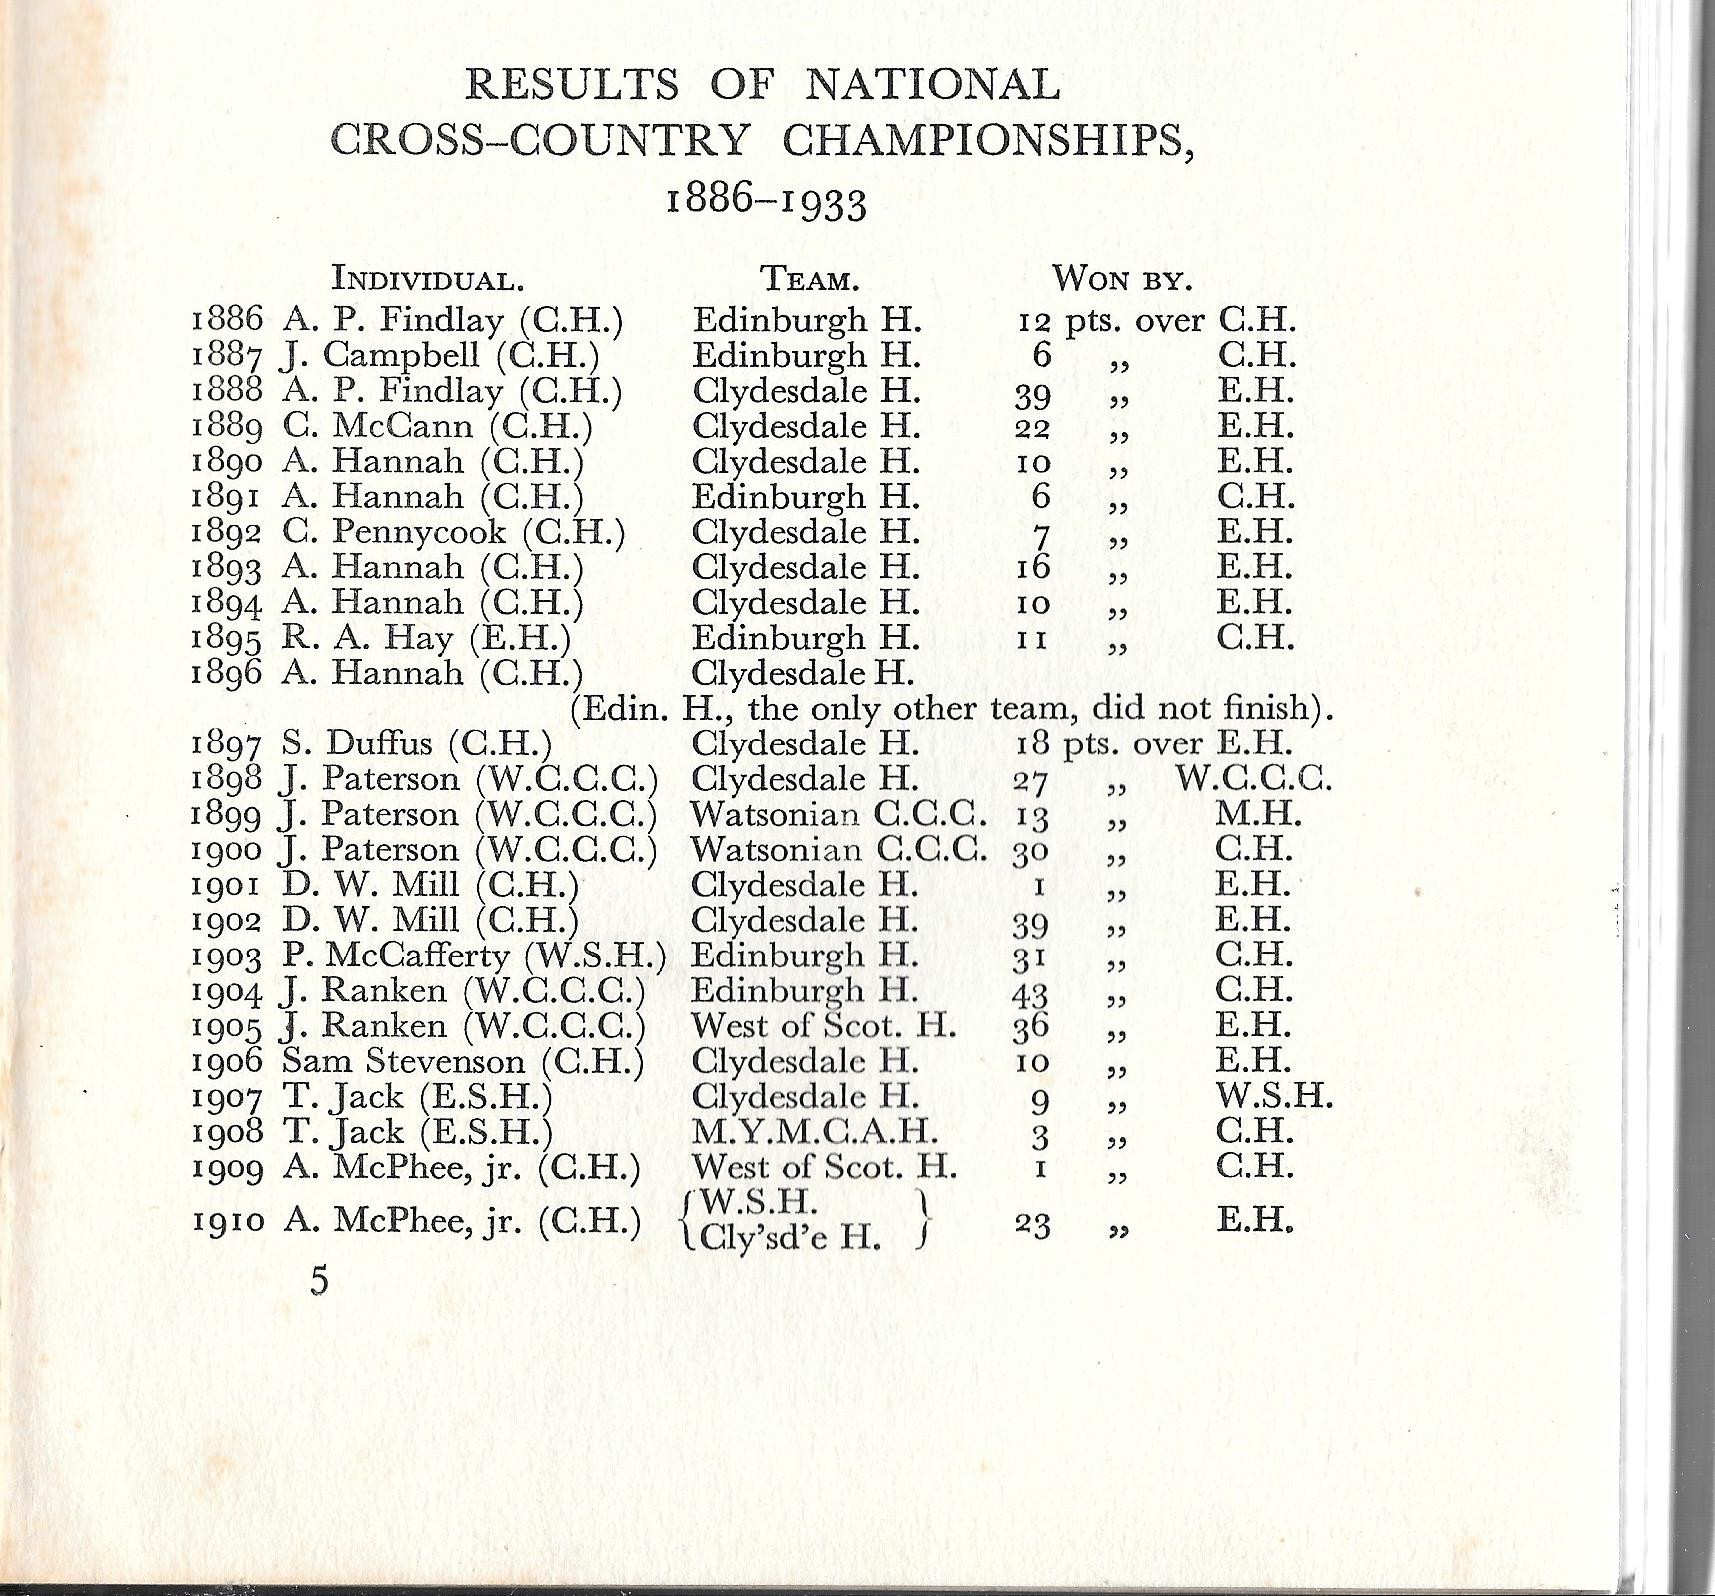 RESULTS OF NATIONAL
CROSS–COUNTRY CHAMPIONSHIPS,
1886–1933
INDIVIDUAL. TEAM. WON BY.
1886 A. P. Findlay (C.H.) Edinburgh H. 12 pts. over C.H.
1887 J. Campbell (C.H.) Edinburgh H. 6 ,, C.H.
1888 A. P. Findlay (C.H.) Clydesdale H. 39 ,, E.H.
1889 C. McCann (C.H.) Clydesdale H. 22 ,, E.H.
1890 A. Hannah (C.H.) Clydesdale H. 10 ,, E.H.
1891 A. Hannah (C.H.) Edinburgh H. 6 ,, C.H.
1892 C. Pennycook (C.H.) Clydesdale H. 7 ,, E.H.
1893 A. Hannah (C.H.) Clydesdale H. 16 ,, E.H.
1894 A. Hannah (C.H.) Clydesdale H. 10 ,, E.H.
1895 R. A. Hay (E.H.) Edinburgh H. 11 ,, C.H.
1896 A. Hannah (C.H.) Clydesdale H.
(Edin. H., the only other team, did not finish).
1897 S. Duffus (C.H.) Clydesdale H. 18 pts. over E.H.
1898 J. Paterson (W.C.C.C.) Clydesdale H. 27 ,, W.C.C.C.
1899 J. Paterson (W.C.C.C.) Watsonian C.C.C. 13 ,, M.H.
1900 J. Paterson (W.C.C.C.) Watsonian C.C.C. 30 ,, C.H.
1901 D. W. Mill (C.H.) Clydesdale H. 1 ,, E.H.
1902 D. W. Mill (C.H.) Clydesdale H. 39 ,, E.H.
1903 P. McCafferty (W.S.H.) Edinburgh H. 31 ,, C.H.
1904 J. Ranken (W.C.C.C.) Edinburgh H. 43 ,, C.H.
1905 J. Ranken (W.C.C.C.) West of Scot. H. 36 ,, E.H.
1906 Sam Stevenson (C.H.) Clydesdale H. 10 ,, E.H.
1907 T. Jack (E.S.H.) Clydesdale H. 9 ,, W.S.H.
1908 T. Jack (E.S.H.) M.Y.M.C.A.H. 3 ,, C.H.
1909 A. McPhee, jr. (C.H.) West of Scot. H. 1 ,, C.H.
1910 A. McPhee, jr. (C.H.) {W.S.H. } 23 ,, E.H.
{Cly'sd'e H. }
5